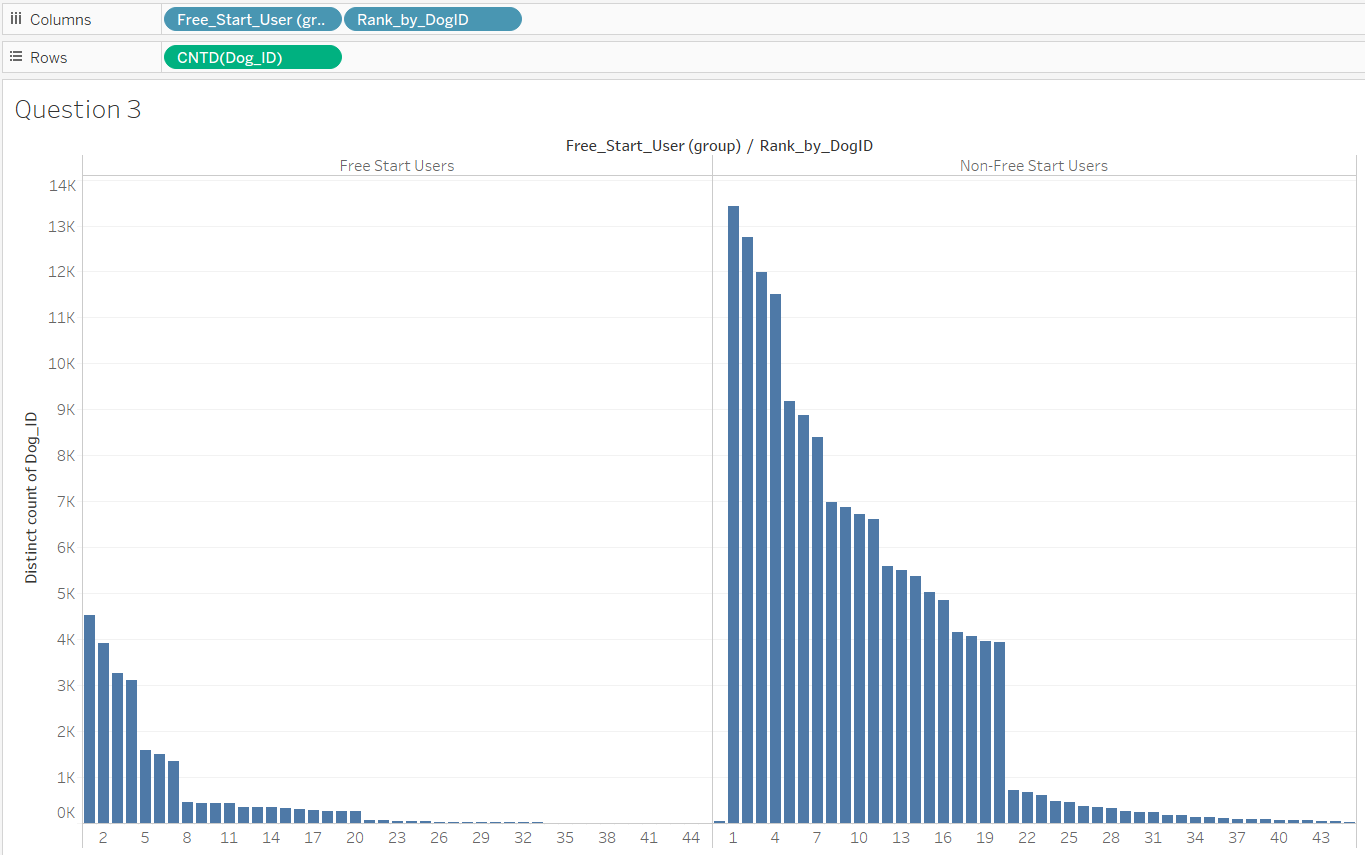 Columns Free_Start_User (gr.. Rank_by_DogID
Rows CNTD(Dog_ID)
Question 3
Free_Start_User (group) / Rank_by_DogID
Free Start Users Non-Free Start Users
Distinct count of Dog_ID
14K
13K
12K
11K
10K
9K
8K
7K
6K
5K
4K
3K
2K
1K
0K
2 5 8 11 14 17 20 23 26 29 32 35 38 41 44 1 4 7 10 13 16 19 22 25 28 31 34 37 40 43